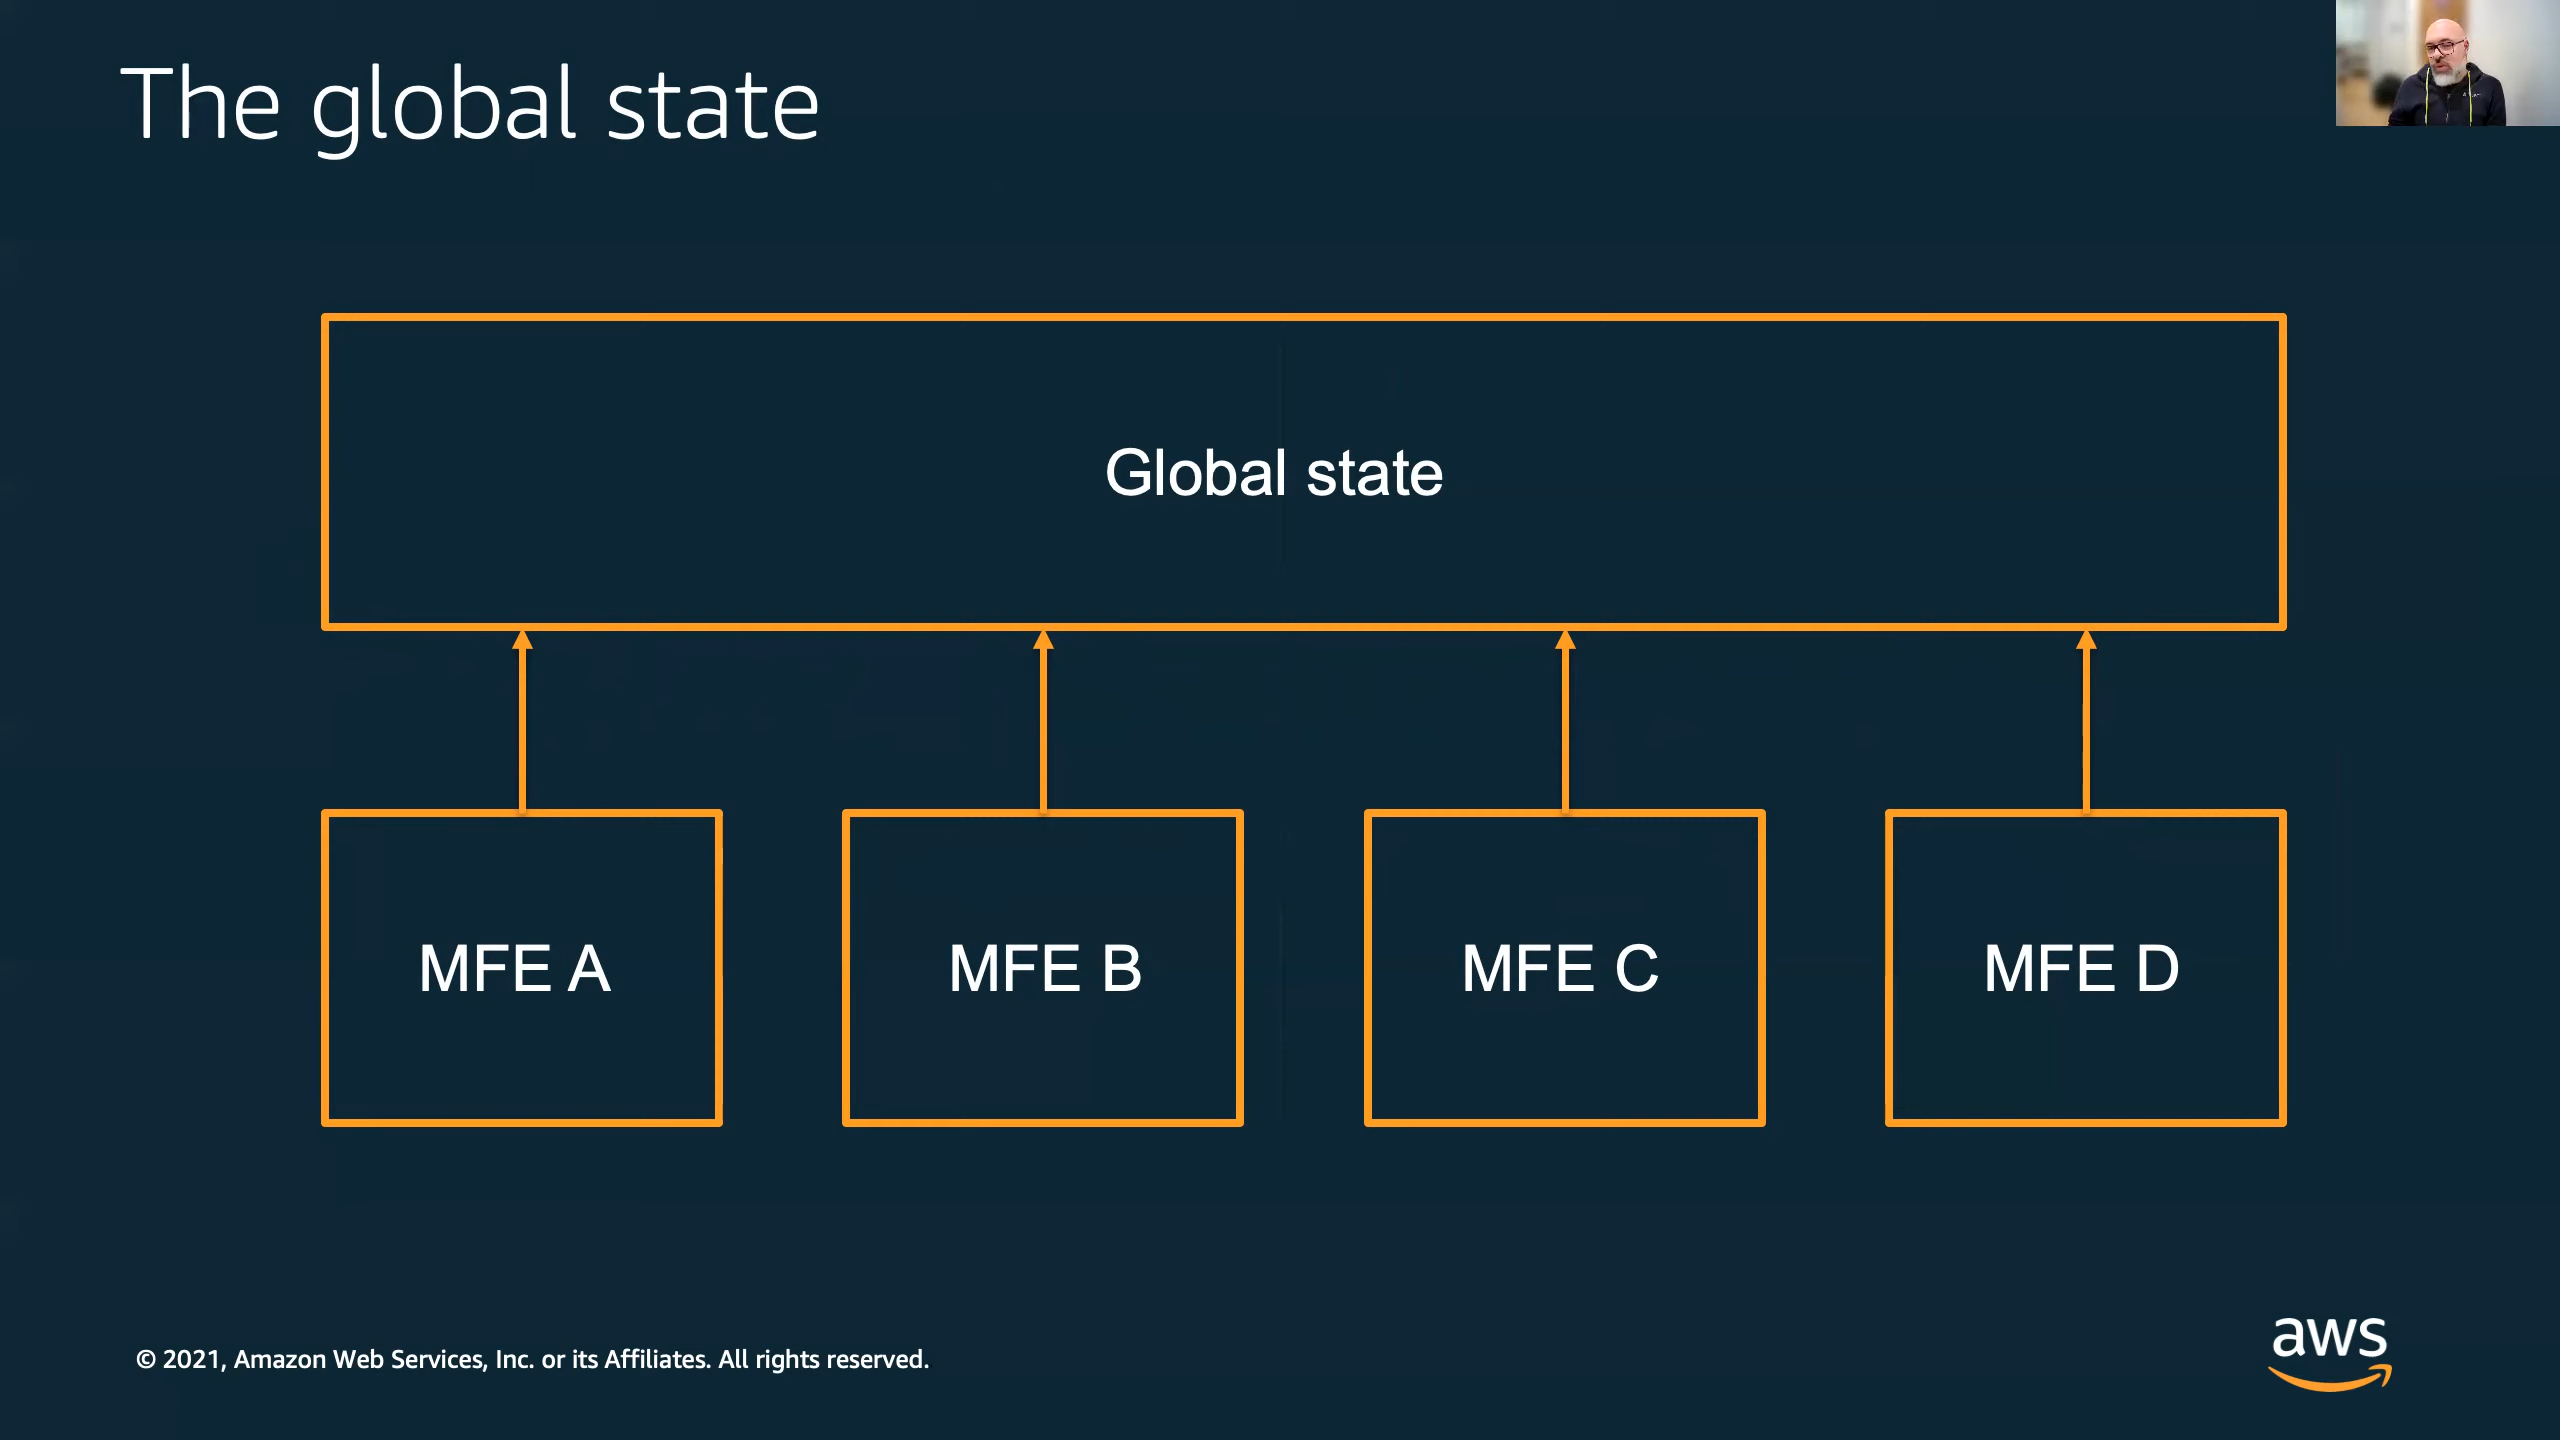 The global state
Global state
MFE A
MFE B
MFE C
MFE D
© 2021, Amazon Web Services, Inc. or its Affiliates. All rights reserved.
aws